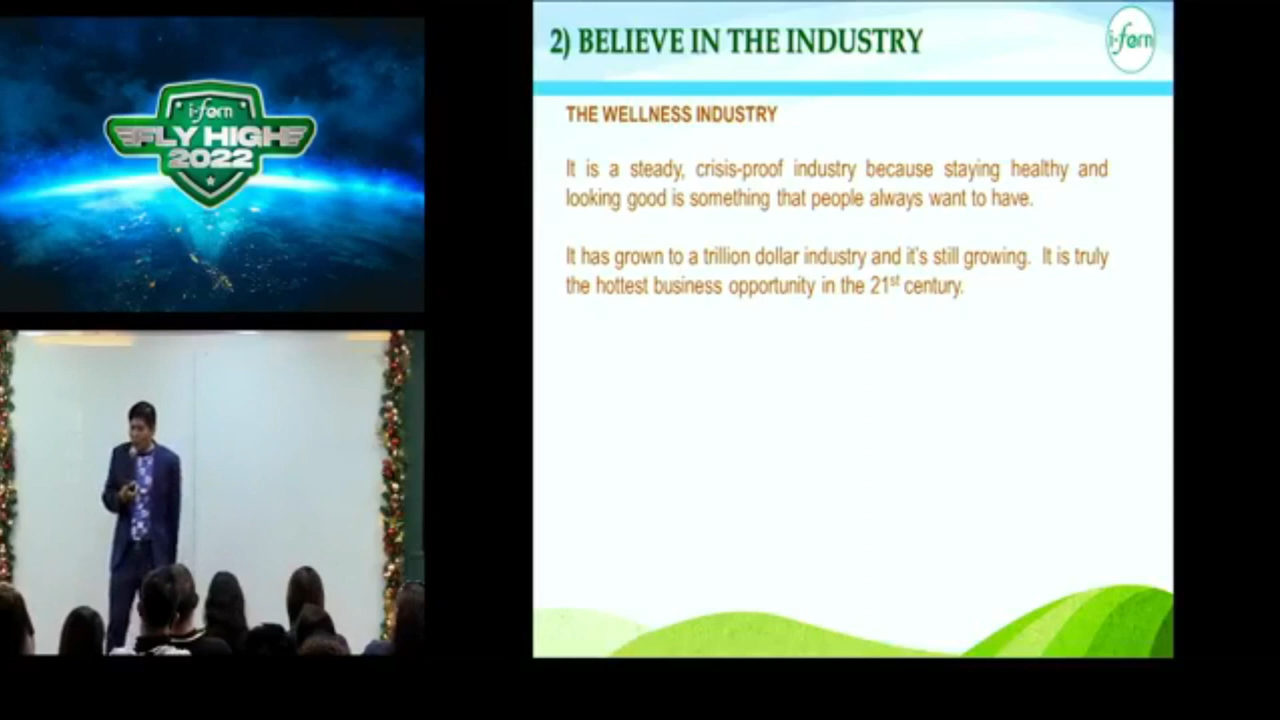 i-fern
FLY HIGH
2022
2) BELIEVE IN THE INDUSTRY
i-fern
THE WELLNESS INDUSTRY
It is a steady, crisis-proof industry because staying healthy and
looking good is something that people always want to have.
It has grown to a trillion dollar industry and it's still growing. It is truly
the hottest business opportunity in the 21st century.